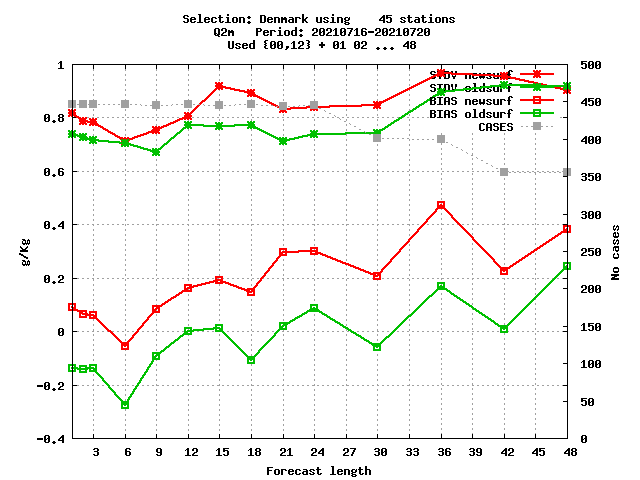 Selection: Denmark using    45 stations
Q2m   Period: 20210716-20210720
Used {00,12} + 01 02 ... 48
STDV newsurf
STDV oldsurf
BIAS newsurf
BIAS oldsurf
CASES
1
0.8
0.6
0.4
0.2
0
-0.2
-0.4
g/Kg
500
450
400
350
300
250
200
150
100
50
0
No cases
3 6 9 12 15 18 21 24 27 30 33 36 39 42 45 48
Forecast length